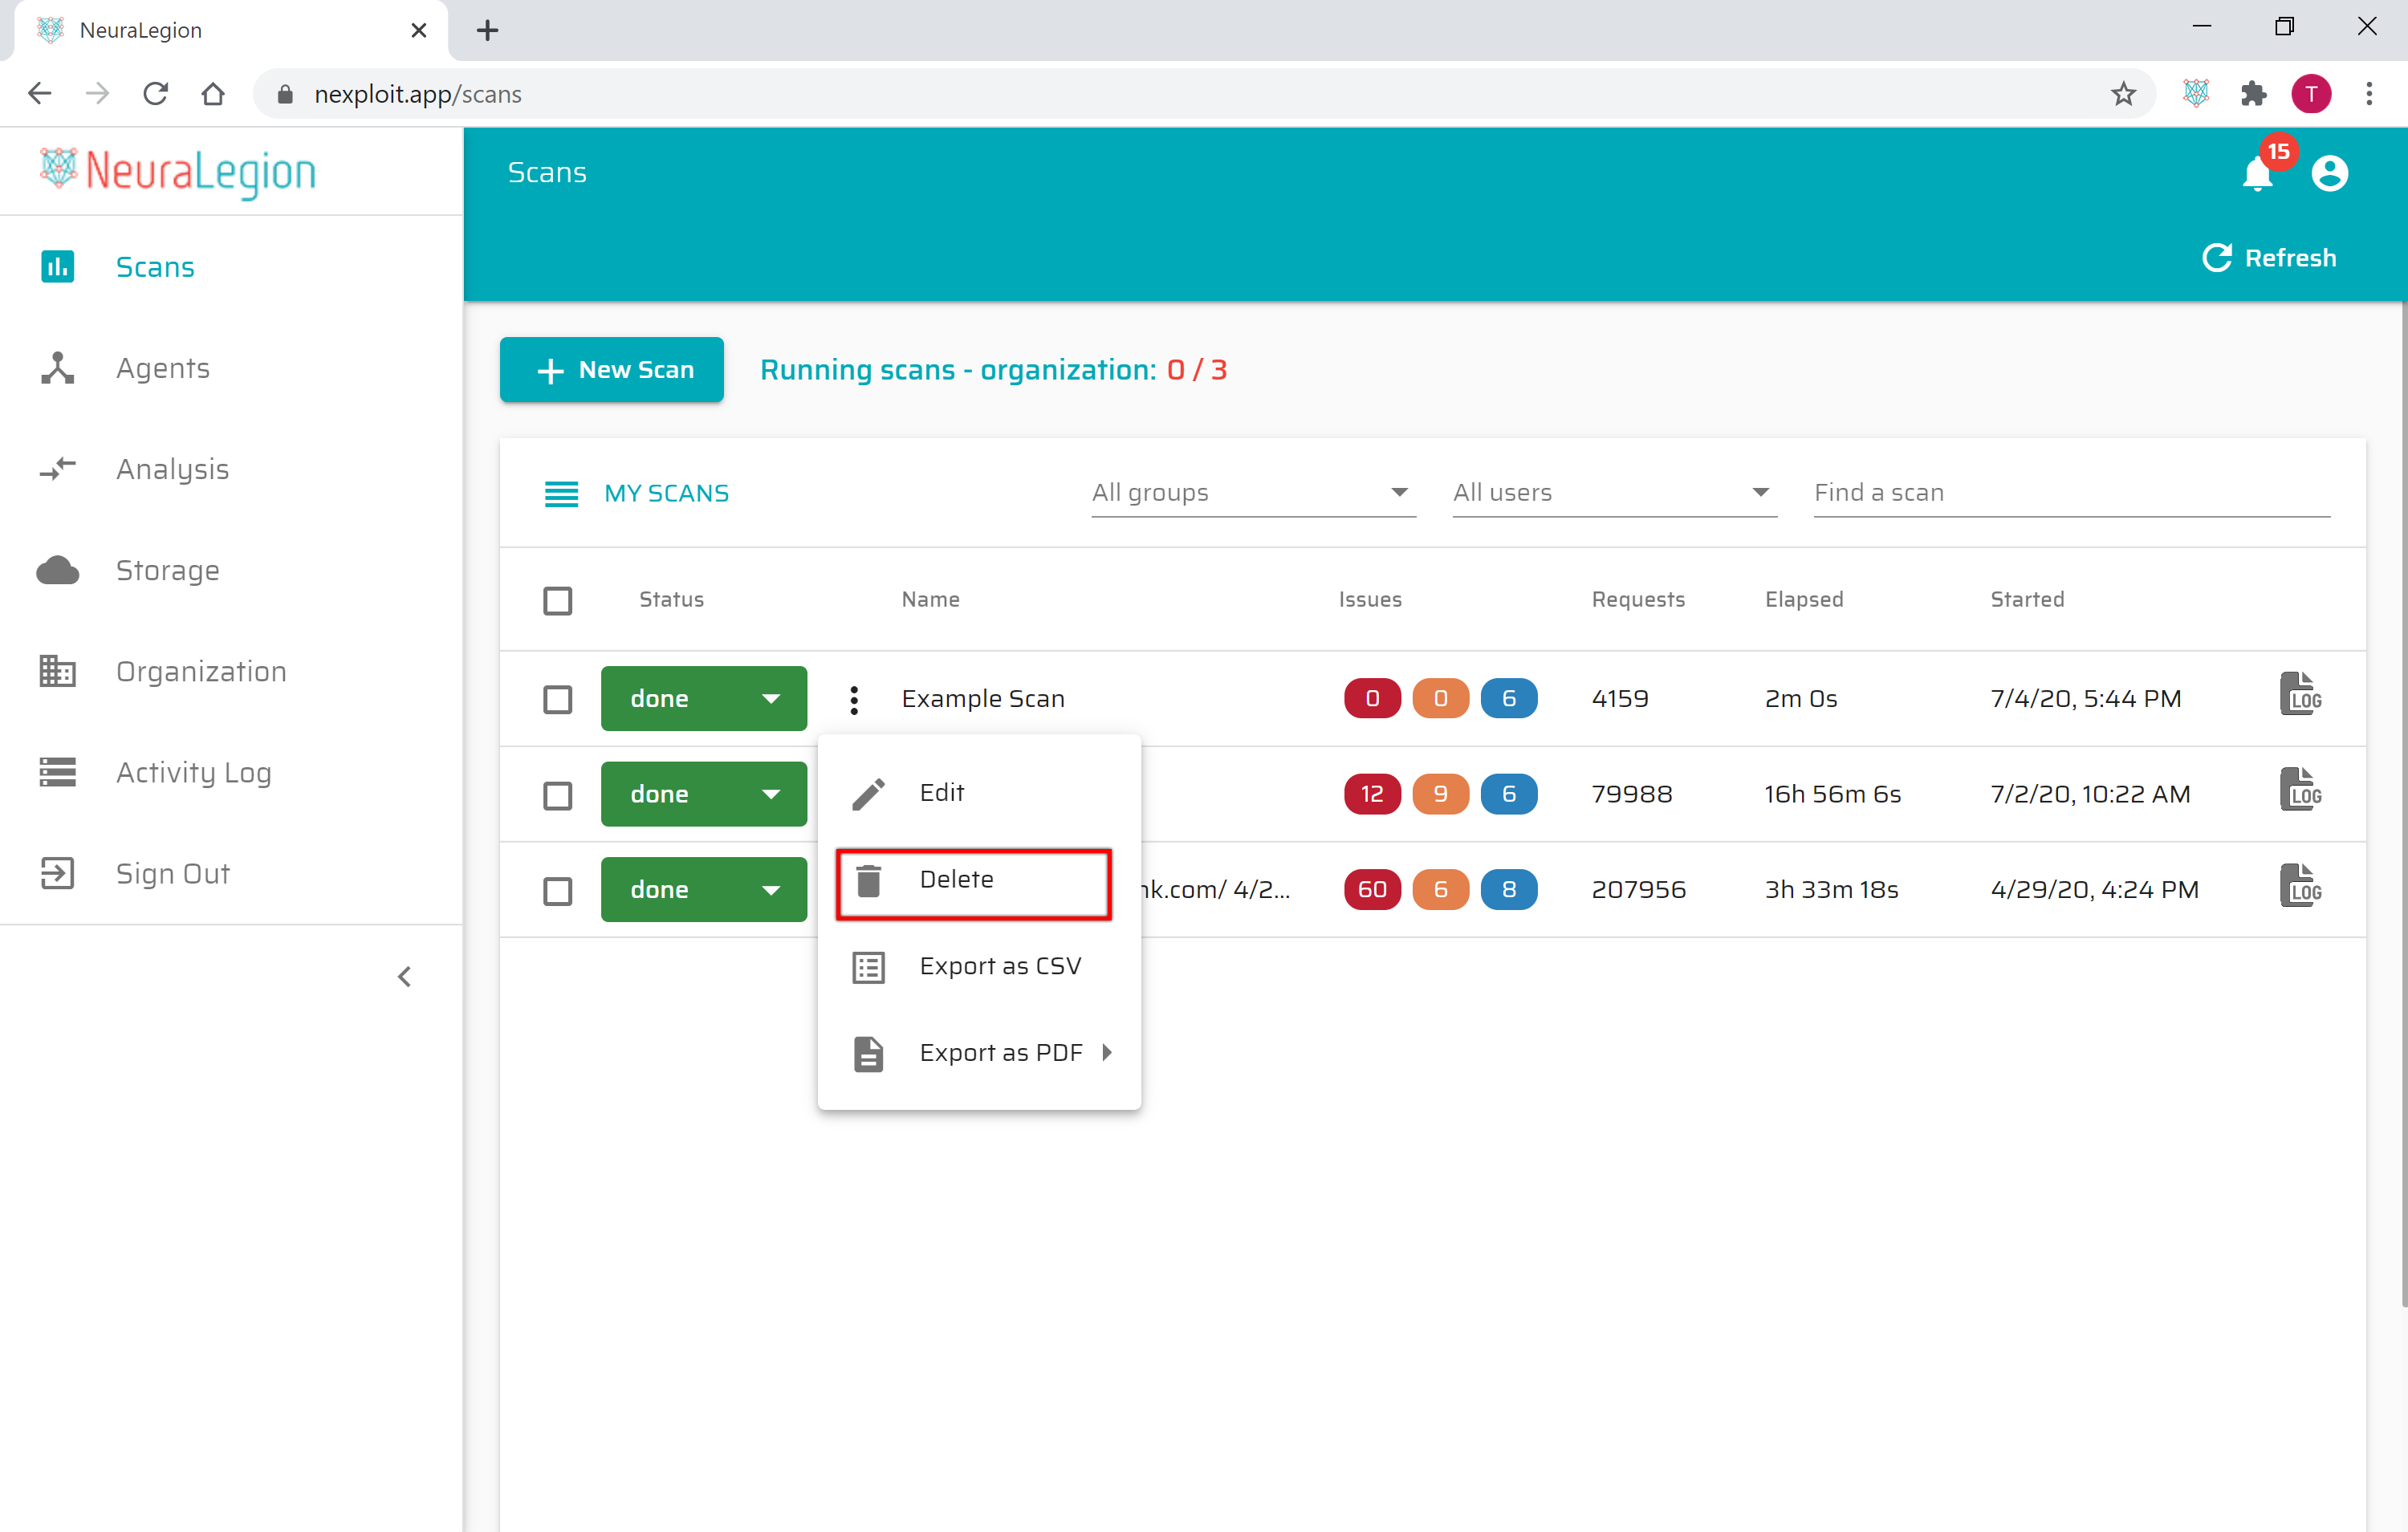 NeuraLegion
nexploit.app/scans
T
NeuraLegion
Scans
15
Refresh
Scans
Agents
Analysis
Storage
Organization
Activity Log
Sign Out
New Scan
Running scans - organization: 0 / 3
MY SCANS
All groups
All users
Find a scan
Status Name Issues Requests Elapsed Started
done Example Scan 0 0 6 4159 2m 0s 7/4/20, 5:44 PM LOG
done 12 9 6 79988 16h 56m 6s 7/2/20, 10:22 AM LOG
done nk.com/ 4/2... 60 6 8 207956 3h 33m 18s 4/29/20, 4:24 PM LOG
Edit
Delete
Export as CSV
Export as PDF